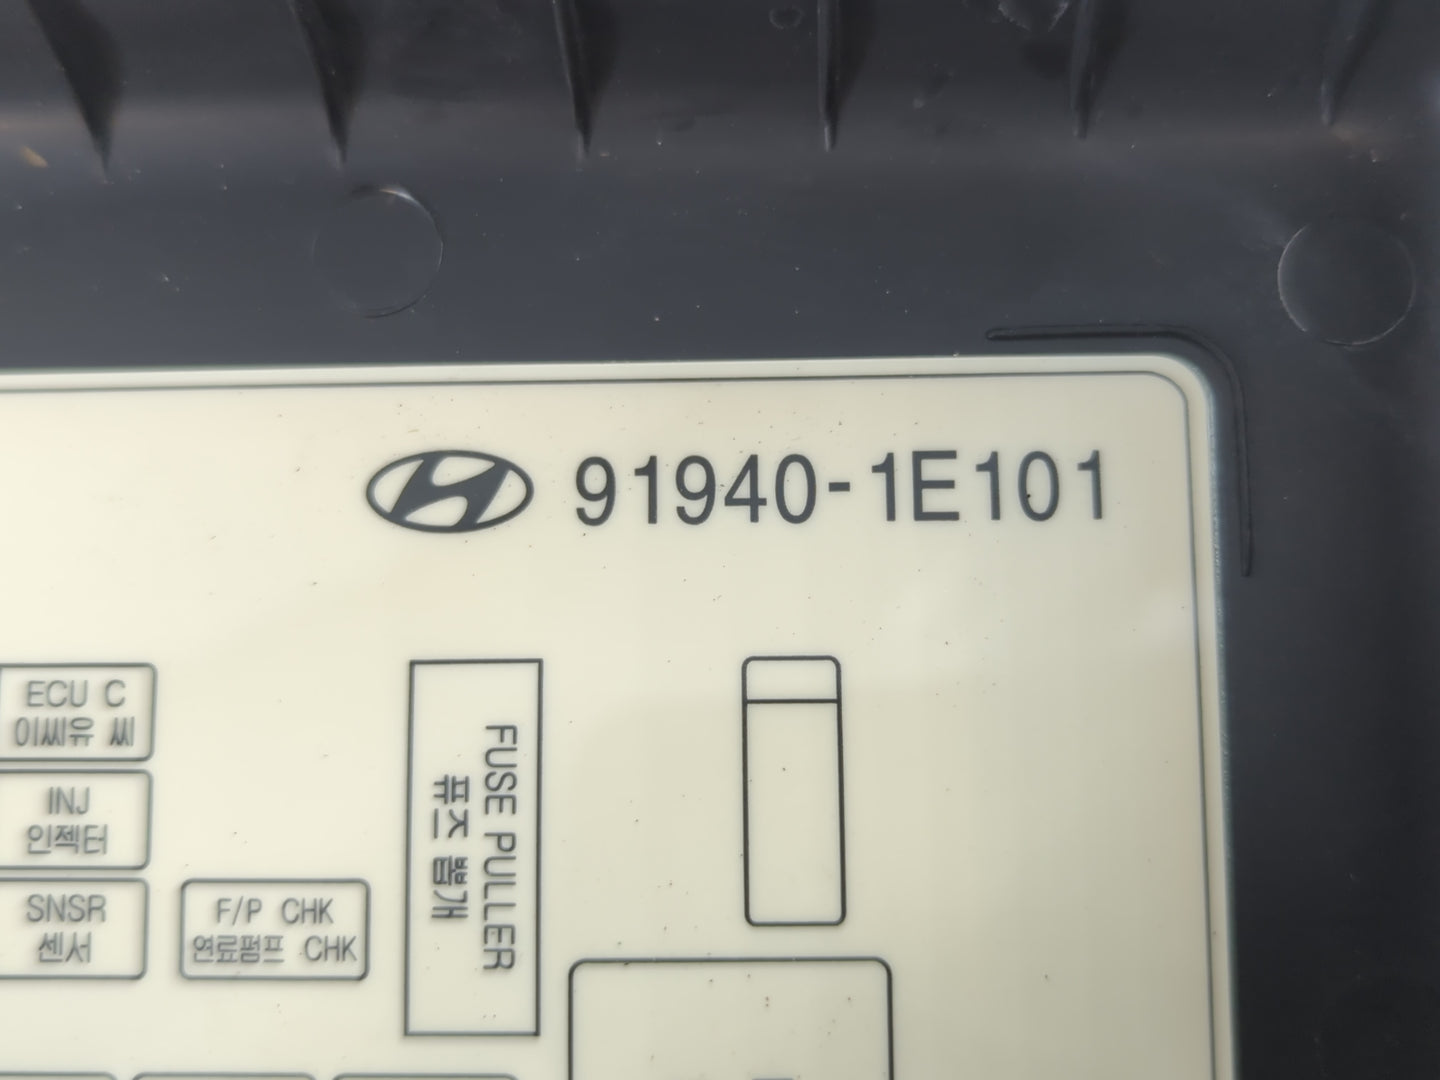 91940-1E101
ECU C
이씨유 씨
INJ
인젝터
SNSR
센서
F/P CHK
연료펌프 CHK
FUSE PULLER
퓨즈 뽑개